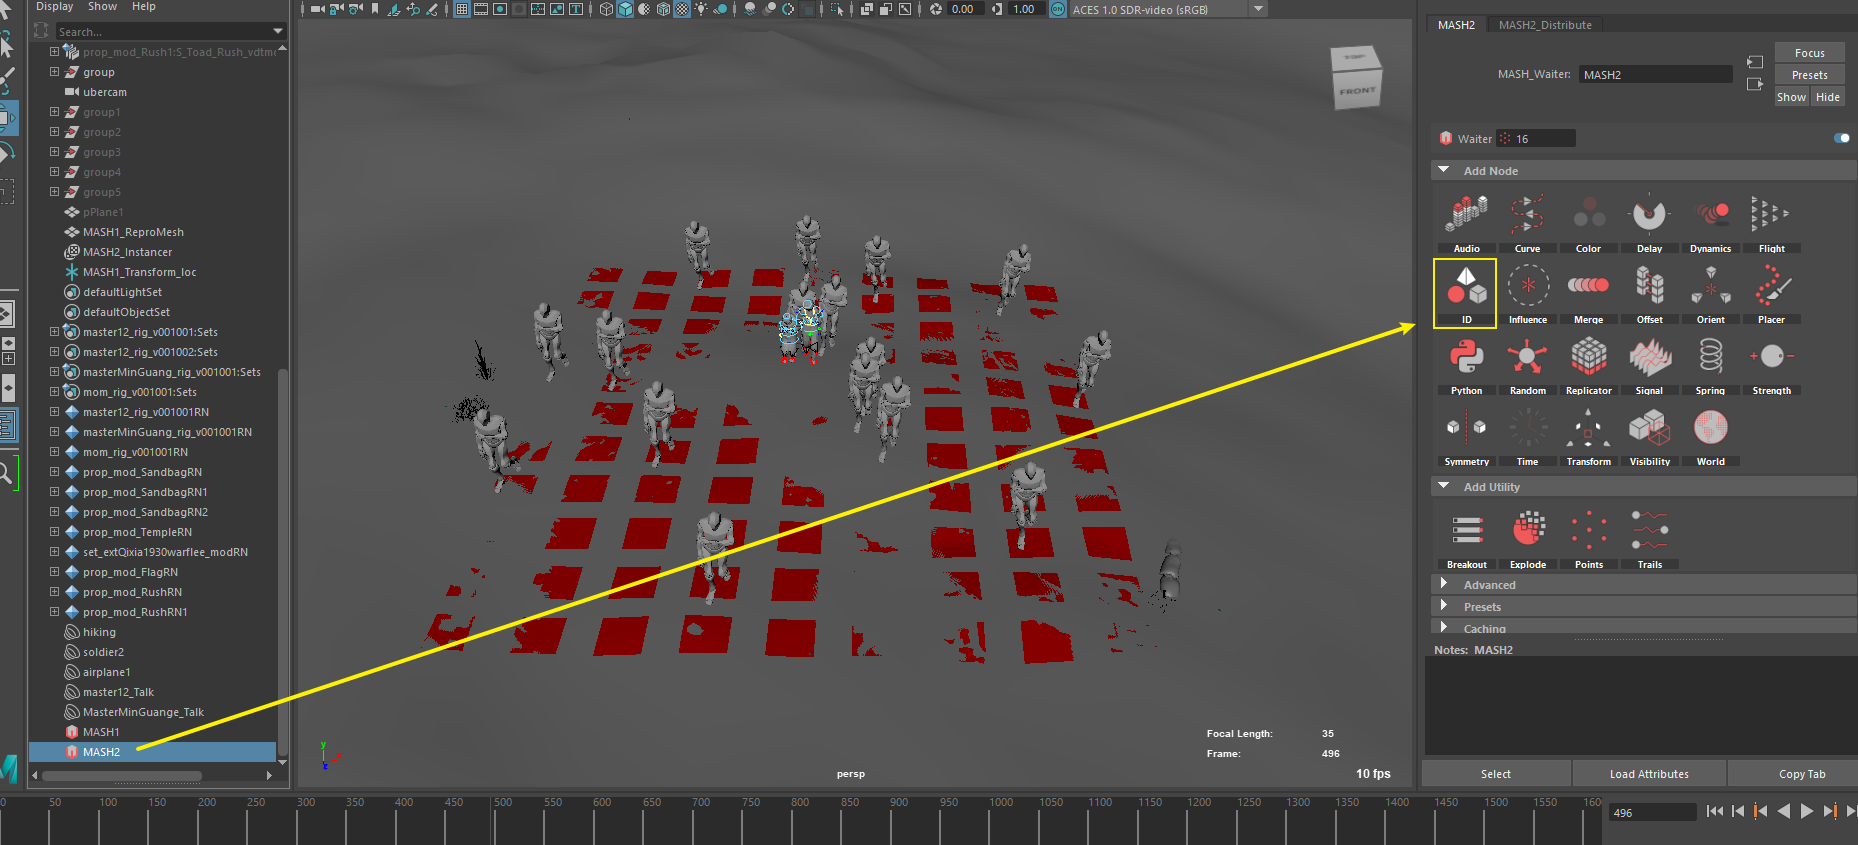 Display Show Help
Search...
prop_mod_Rush1:S_Toad_Rush_vdtm
group
ubercam
group1
group2
group3
group4
group5
pPlane1
MASH1_ReproMesh
MASH2_Instancer
MASH1_Transform_loc
defaultLightSet
defaultObjectSet
master12_rig_v001001:Sets
master12_rig_v001002:Sets
masterMinGuang_rig_v001001:Sets
mom_rig_v001001:Sets
master12_rig_v001001RN
masterMinGuang_rig_v001001RN
mom_rig_v001001RN
prop_mod_SandbagRN
prop_mod_SandbagRN1
prop_mod_SandbagRN2
prop_mod_TempleRN
set_extQixia1930warflee_modRN
prop_mod_FlagRN
prop_mod_RushRN
prop_mod_RushRN1
hiking
soldier2
airplane1
master12_Talk
MasterMinGuange_Talk
MASH1
MASH2
0.00 1.00 ON ACES 1.0 SDR-video (sRGB)
TOP
FRONT
Focal Length: 35
Frame: 496
persp
10 fps
y
z
MASH2 MASH2_Distribute
MASH_Waiter: MASH2
Focus
Presets
Show Hide
Waiter 16
Add Node
Audio Curve Color Delay Dynamics Flight
ID Influence Merge Offset Orient Placer
Python Random Replicator Signal Spring Strength
Symmetry Time Transform Visibility World
Add Utility
Breakout Explode Points Trails
Advanced
Presets
Caching
Notes: MASH2
Select Load Attributes Copy Tab
0 50 100 150 200 250 300 350 400 450 500 550 600 650 700 750 800 850 900 950 1000 1050 1100 1150 1200 1250 1300 1350 1400 1450 1500 1550 160
496